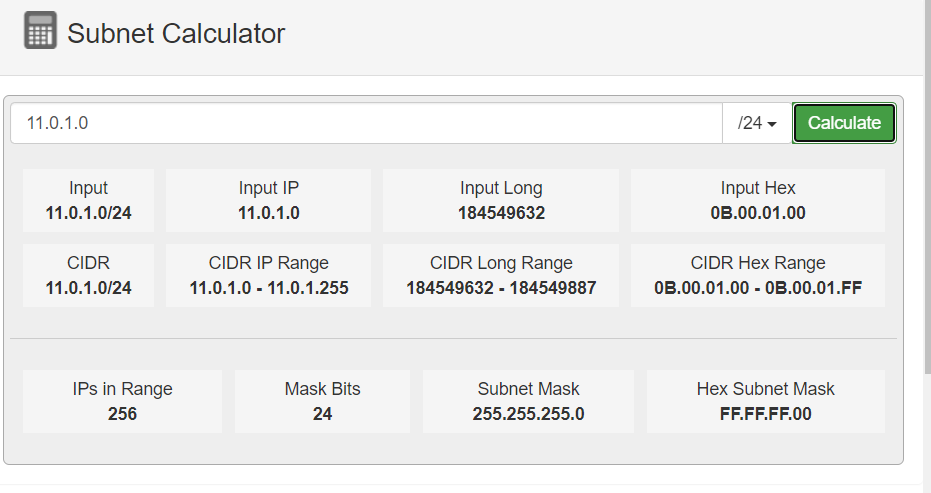 Subnet Calculator
11.0.1.0
/24
Calculate
Input
11.0.1.0/24
Input IP
11.0.1.0
Input Long
184549632
Input Hex
0B.00.01.00
CIDR
11.0.1.0/24
CIDR IP Range
11.0.1.0 - 11.0.1.255
CIDR Long Range
184549632 - 184549887
CIDR Hex Range
0B.00.01.00 - 0B.00.01.FF
IPs in Range
256
Mask Bits
24
Subnet Mask
255.255.255.0
Hex Subnet Mask
FF.FF.FF.00